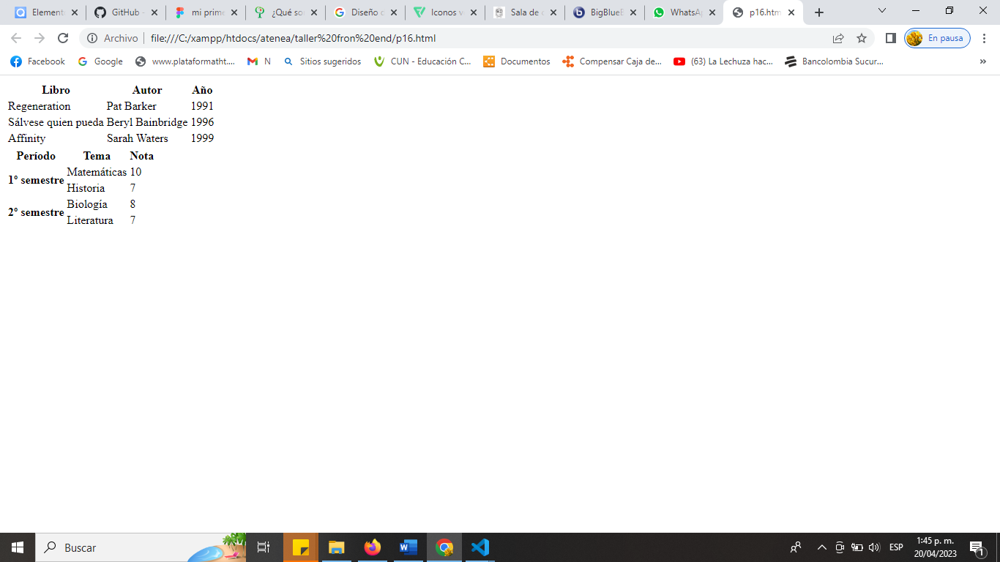 Element
GitHub -
mi prime
¿Qué so
Diseño
Iconos v
Sala de
BigBlueB
WhatsAp
p16.htm
Archivo
file:///C:/xampp/htdocs/atenea/taller%20fron%20end/p16.html
En pausa
Facebook
Google
www.plataformatht....
N
Sitios sugeridos
CUN - Educación C...
Documentos
Compensar Caja de...
(63) La Lechuza hac...
Bancolombia Sucur...
»
Libro Autor Año
Regeneration Pat Barker 1991
Sálvese quien pueda Beryl Bainbridge 1996
Affinity Sarah Waters 1999
Período Tema Nota
1º semestre Matemáticas 10
Historia 7
2º semestre Biología 8
Literatura 7
Buscar
ESP
1:45 p. m.
20/04/2023
1